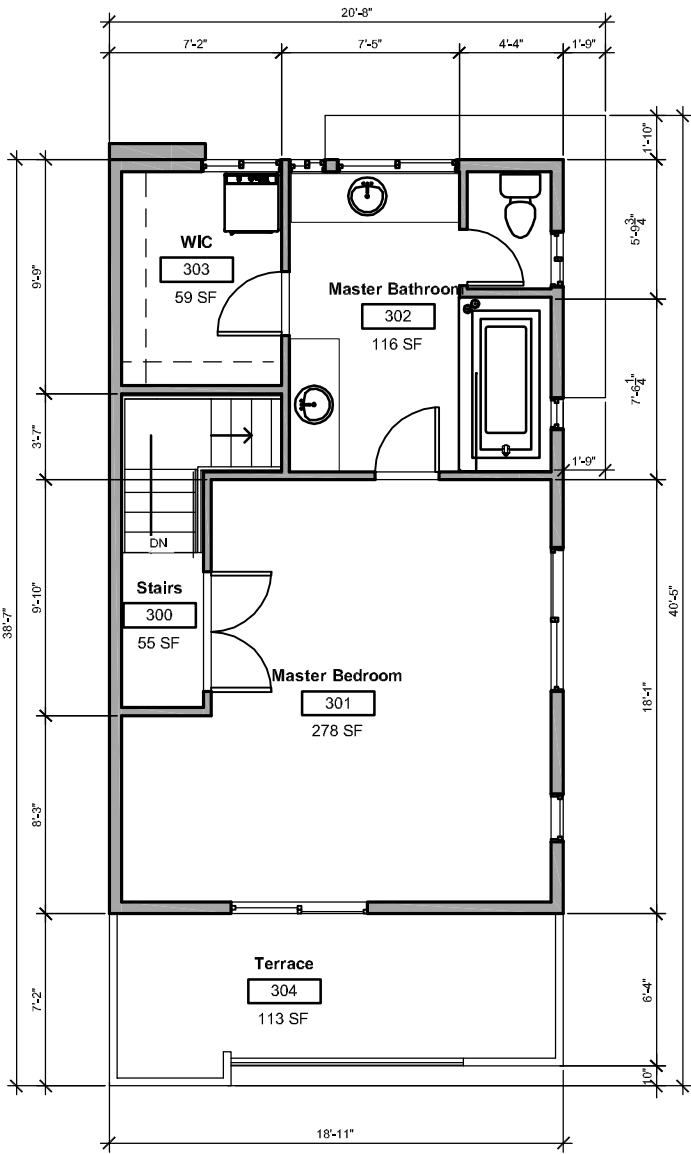 20'-8"
7'-2"
7'-5"
4'-4"
1'-9"
1'-10"
5'-9 3/4"
9'-9"
WIC
303
59 SF
Master Bathroom
302
116 SF
7'-6 1/4"
3'-7"
1'-9"
DN
Stairs
300
55 SF
9'-10"
38'-7"
40'-5"
Master Bedroom
301
278 SF
18'-1"
8'-3"
Terrace
304
113 SF
7'-2"
6'-4"
10"
18'-11"